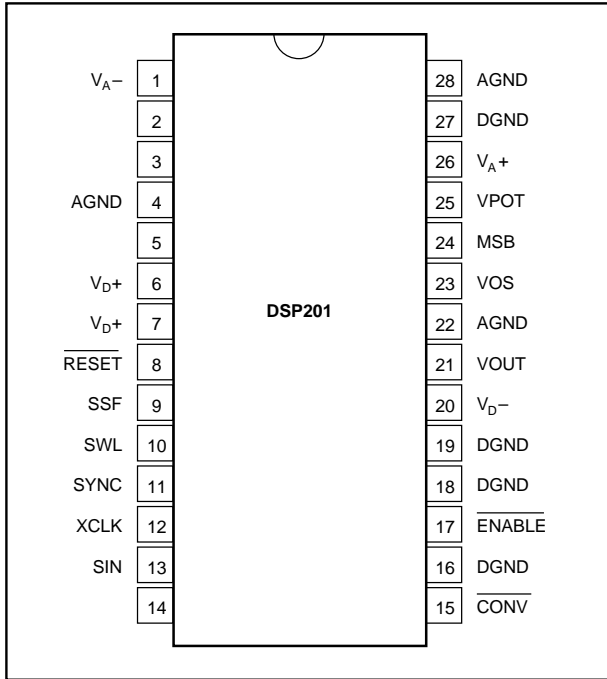 V_A− 1 28 AGND
2 27 DGND
3 26 V_A+
AGND 4 25 VPOT
5 24 MSB
V_D+ 6 23 VOS
DSP201
V_D+ 7 22 AGND
RESET 8 21 VOUT
SSF 9 20 V_D−
SWL 10 19 DGND
SYNC 11 18 DGND
XCLK 12 17 ENABLE
SIN 13 16 DGND
14 15 CONV